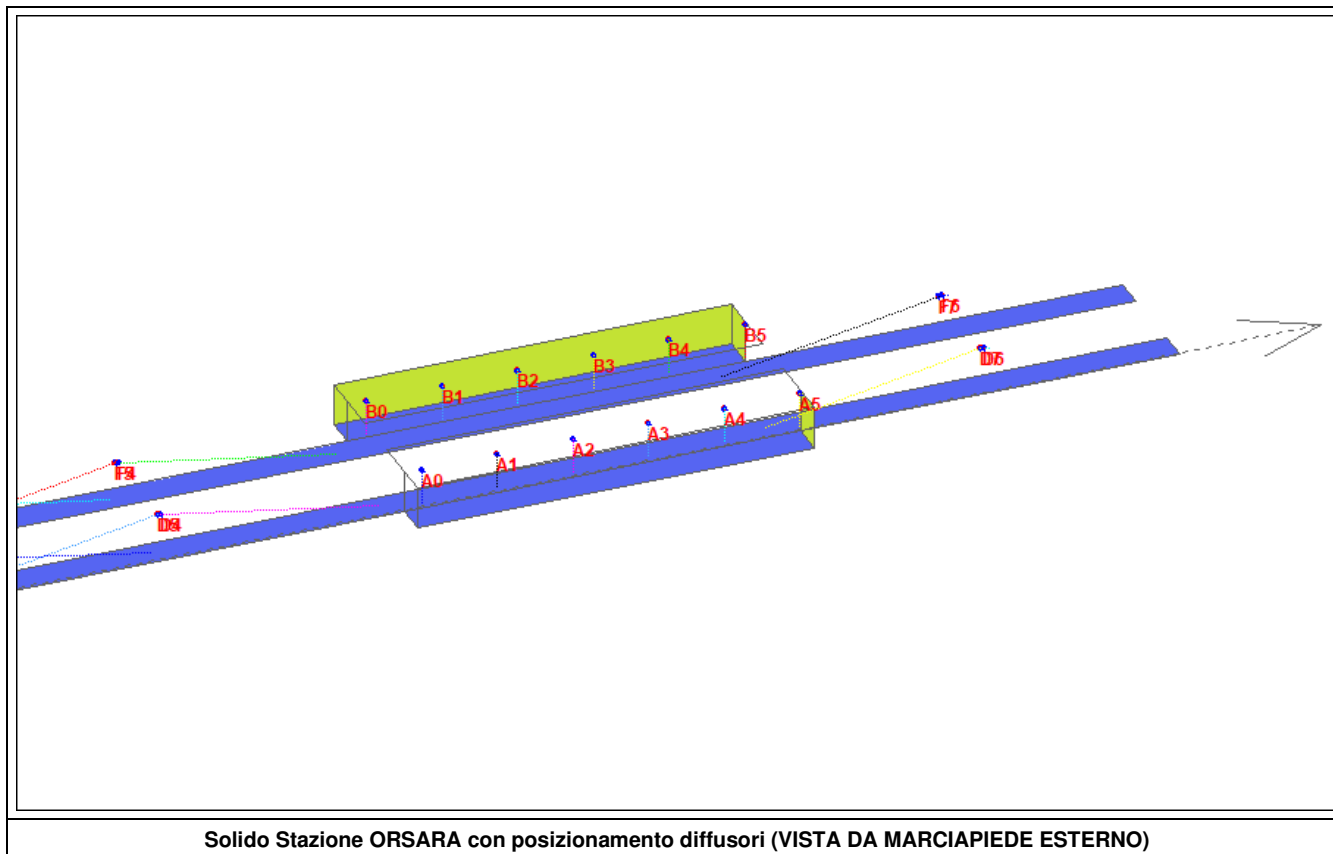 F6
B5
D6
B4
B3
B2
A5
B1
A4
B0
A3
A2
A1
A0
Solido Stazione ORSARA con posizionamento diffusori (VISTA DA MARCIAPIEDE ESTERNO)